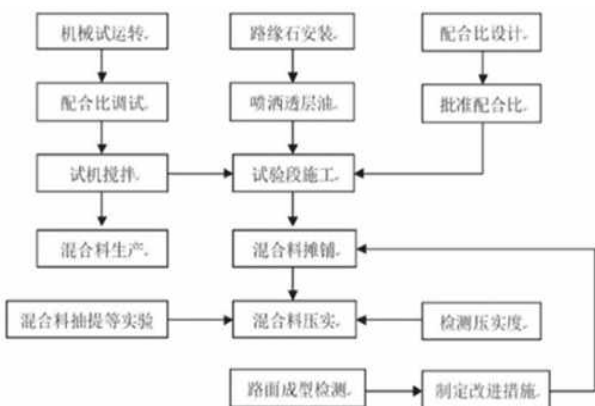 机械试运转
路缘石安装
配合比设计
配合比调试
喷洒透层油
批准配合比
试机搅拌
试验段施工
混合料生产
混合料摊铺
混合料抽提等实验
混合料压实
检测压实度
路面成型检测
制定改进措施